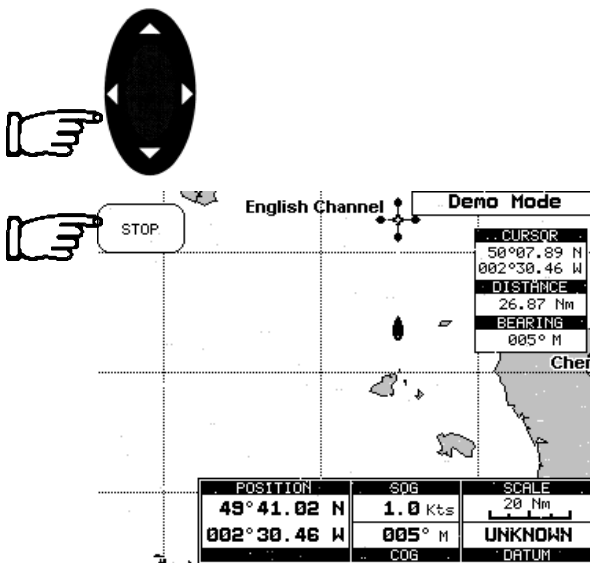 STOP
English Channel
Demo Mode
CURSOR
50°07.89 N
002°30.46 W
DISTANCE
26.87 Nm
BEARING
005° M
Cher
POSITION
49°41.02 N
002°30.46 W
SOG
1.0 Kts
005° M
COG
SCALE
20 Nm
UNKNOWN
DATUM